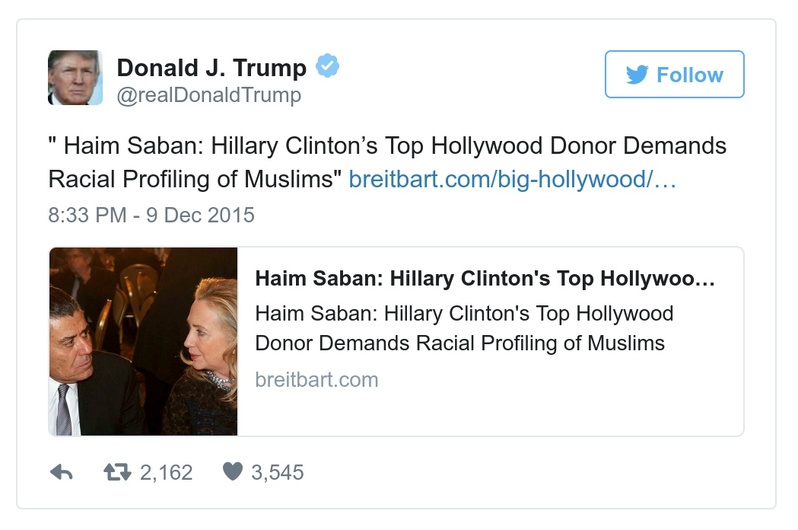 Donald J. Trump
@realDonaldTrump
Follow
" Haim Saban: Hillary Clinton’s Top Hollywood Donor Demands
Racial Profiling of Muslims" breitbart.com/big-hollywood/…
8:33 PM - 9 Dec 2015
Haim Saban: Hillary Clinton's Top Hollywoo…
Haim Saban: Hillary Clinton's Top Hollywood
Donor Demands Racial Profiling of Muslims
breitbart.com
2,162 3,545